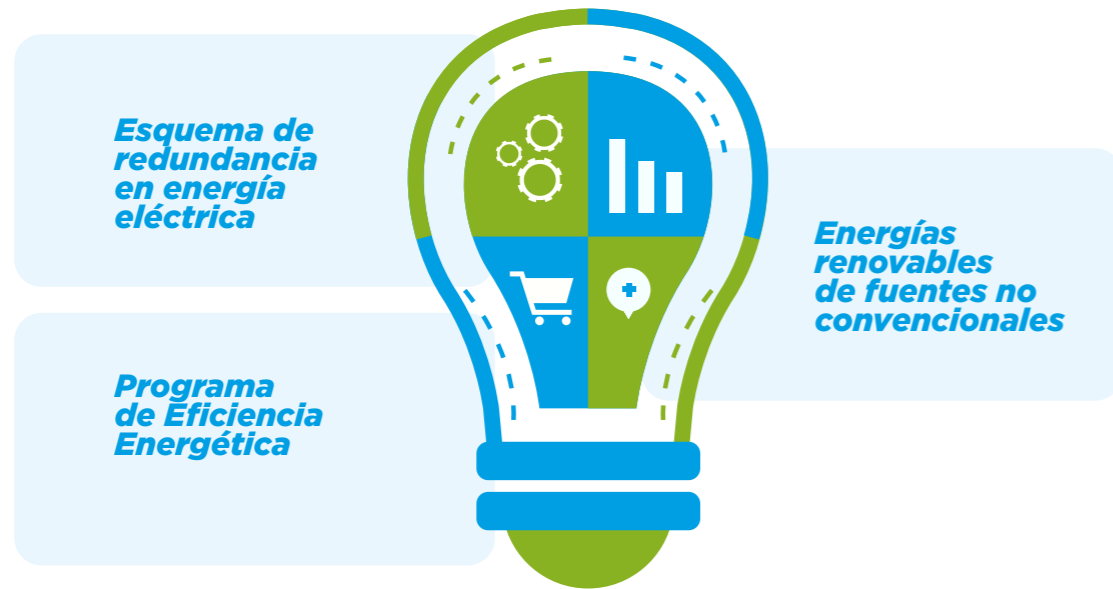 Esquema de
redundancia
en energía
eléctrica
Programa
de Eficiencia
Energética
Energías
renovables
de fuentes no
convencionales